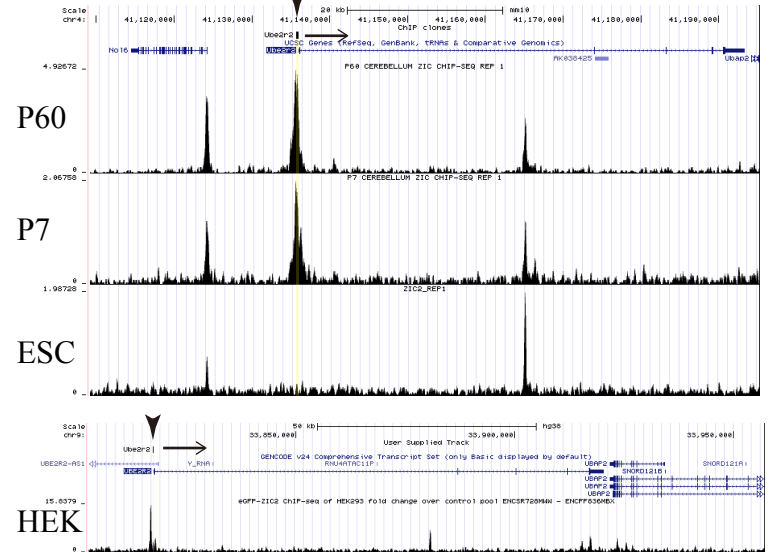 Scale 20 kb mm10
chr4: 41,120,000 41,130,000 41,140,000 41,150,000 41,160,000 41,170,000 41,180,000 41,190,000
ChIP clones
Ube2r2
UCSC Genes (RefSeq, GenBank, tRNAs & Comparative Genomics)
Nol6 Ube2r2
AK038425 Ubap2
4.92672
P60 CEREBELLUM ZIC CHIP-SEQ REP 1
P60
0
2.06758
P7 CEREBELLUM ZIC CHIP-SEQ REP 1
P7
0
1.98728
ZIC2_REP1
ESC
0
Scale 50 kb hg38
chr9: 33,850,000 33,900,000 33,950,000
User Supplied Track
Ube2r2
GENCODE v24 Comprehensive Transcript Set (only Basic displayed by default)
UBE2R2-AS1 Y_RNA RNU4ATAC11P UBAP2 SNORD121A
UBE2R2 SNORD121B
UBAP2
UBAP2
UBAP2
15.8379
eGFP-ZIC2 ChIP-seq of HEK293 fold change over control pool ENCSR728MWW - ENCFF836MBX
HEK
0